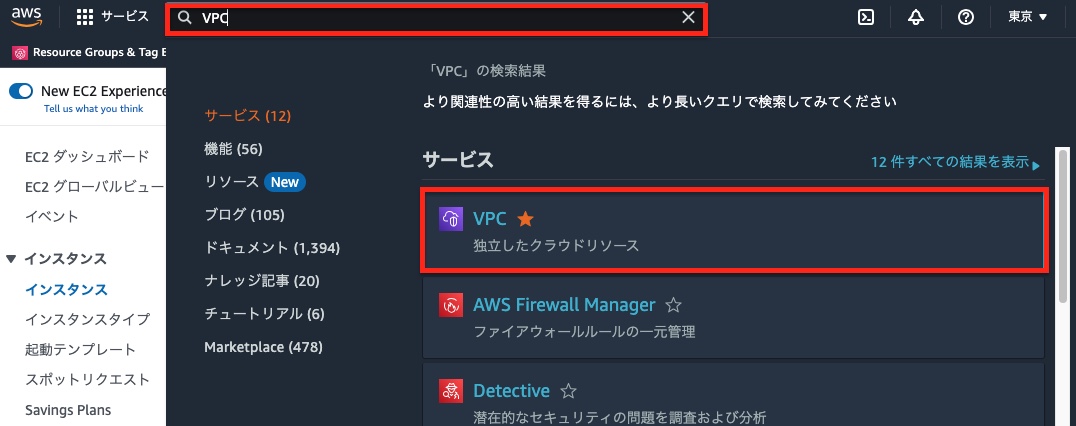 aws
サービス
VPC
東京
Resource Groups & Tag E
New EC2 Experience
Tell us what you think
EC2 ダッシュボード
EC2 グローバルビュー
イベント
インスタンス
インスタンス
インスタンスタイプ
起動テンプレート
スポットリクエスト
Savings Plans
サービス (12)
機能 (56)
リソース New
ブログ (105)
ドキュメント (1,394)
ナレッジ記事 (20)
チュートリアル (6)
Marketplace (478)
「VPC」の検索結果
より関連性の高い結果を得るには、より長いクエリで検索してみてください
サービス
12 件すべての結果を表示
VPC
独立したクラウドリソース
AWS Firewall Manager
ファイアウォールルールの一元管理
Detective
潜在的なセキュリティの問題を調査および分析